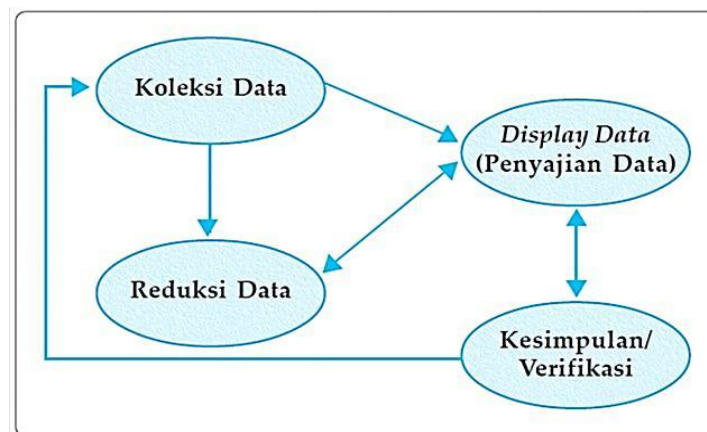 Koleksi Data
Display Data
(Penyajian Data)
Reduksi Data
Kesimpulan/
Verifikasi